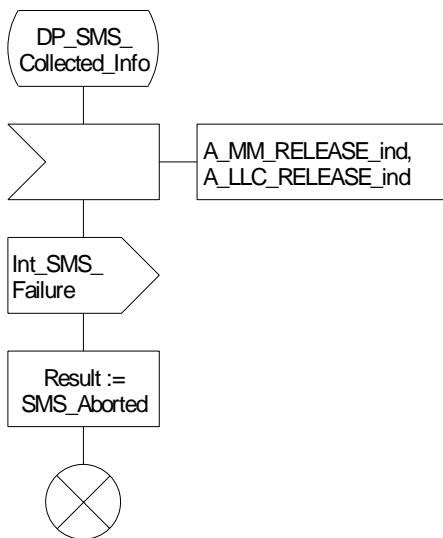 DP_SMS_
Collected_Info
A_MM_RELEASE_ind,
A_LLC_RELEASE_ind
Int_SMS_
Failure
Result :=
SMS_Aborted